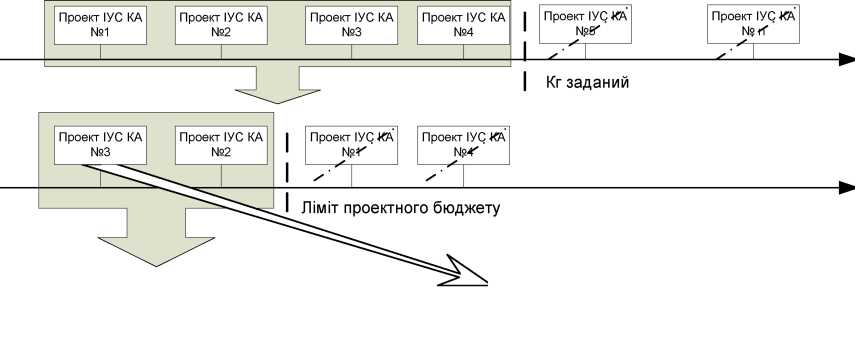 Проект ІУС КА
№1
Проект ІУС КА
№2
Проект ІУС КА
№3
Проект ІУС КА
№4
Проект ІУС КА
№5
Проект ІУС КА
№ n
Кг заданий
Проект ІУС КА
№3
Проект ІУС КА
№2
Проект ІУС КА
№1
Проект ІУС КА
№4
Ліміт проектного бюджету